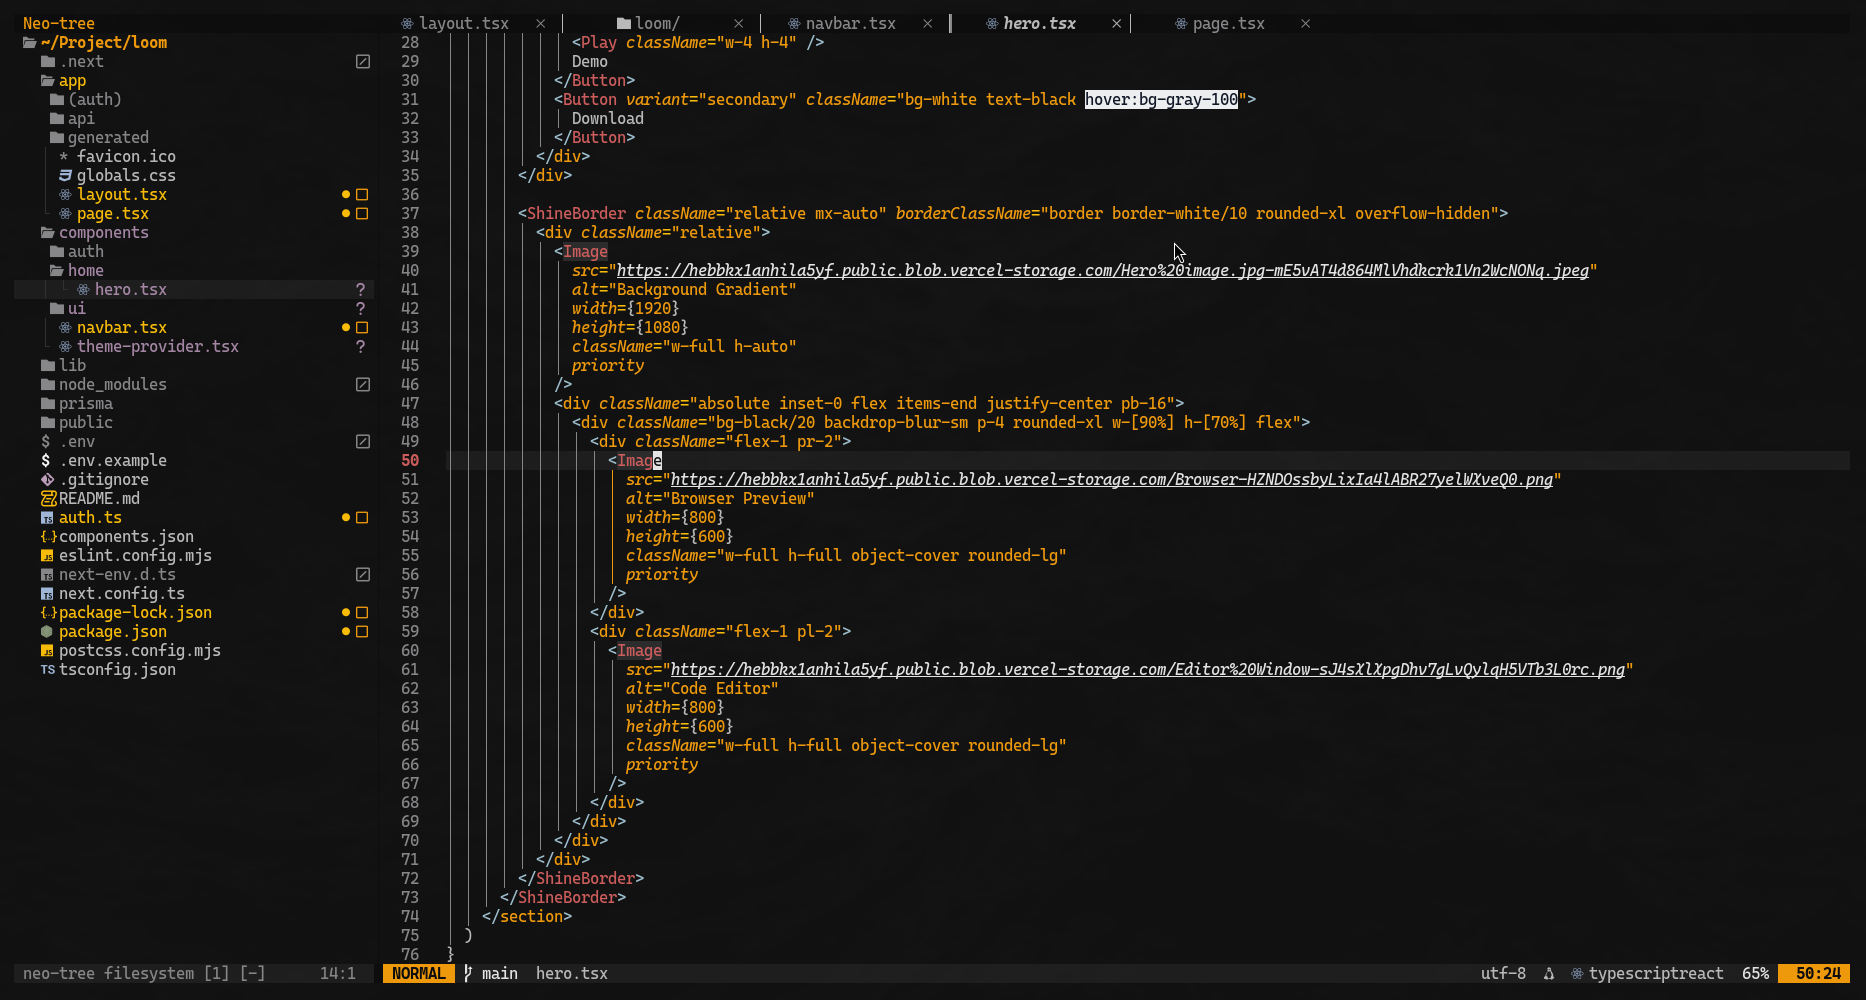 Neo-tree
~/Project/loom
.next
app
(auth)
api
generated
* favicon.ico
globals.css
layout.tsx
page.tsx
components
auth
home
hero.tsx ?
ui ?
navbar.tsx
theme-provider.tsx ?
lib
node_modules
prisma
public
$ .env
$ .env.example
.gitignore
README.md
TS auth.ts
{..} components.json
JS eslint.config.mjs
TS next-env.d.ts
TS next.config.ts
{..} package-lock.json
package.json
JS postcss.config.mjs
TS tsconfig.json
neo-tree filesystem [1] [-] 14:1
layout.tsx × loom/ × navbar.tsx × hero.tsx × page.tsx ×
28 <Play className="w-4 h-4" />
29 Demo
30 </Button>
31 <Button variant="secondary" className="bg-white text-black hover:bg-gray-100">
32 Download
33 </Button>
34 </div>
35 </div>
36
37 <ShineBorder className="relative mx-auto" borderClassName="border border-white/10 rounded-xl overflow-hidden">
38 <div className="relative">
39 <Image
40 src="https://hebbkx1anhila5yf.public.blob.vercel-storage.com/Hero%20image.jpg-mE5vAT4d864MlVhdkcrk1Vn2WcNONq.jpeg"
41 alt="Background Gradient"
42 width={1920}
43 height={1080}
44 className="w-full h-auto"
45 priority
46 />
47 <div className="absolute inset-0 flex items-end justify-center pb-16">
48 <div className="bg-black/20 backdrop-blur-sm p-4 rounded-xl w-[90%] h-[70%] flex">
49 <div className="flex-1 pr-2">
50 <Image
51 src="https://hebbkx1anhila5yf.public.blob.vercel-storage.com/Browser-HZNDOssbyLixIa4lABR27yelWXveQ0.png"
52 alt="Browser Preview"
53 width={800}
54 height={600}
55 className="w-full h-full object-cover rounded-lg"
56 priority
57 />
58 </div>
59 <div className="flex-1 pl-2">
60 <Image
61 src="https://hebbkx1anhila5yf.public.blob.vercel-storage.com/Editor%20Window-sJ4sXlXpgDhv7gLvQylqH5VTb3L0rc.png"
62 alt="Code Editor"
63 width={800}
64 height={600}
65 className="w-full h-full object-cover rounded-lg"
66 priority
67 />
68 </div>
69 </div>
70 </div>
71 </div>
72 </ShineBorder>
73 </ShineBorder>
74 </section>
75 )
76 }
NORMAL main hero.tsx utf-8 typescriptreact 65% 50:24